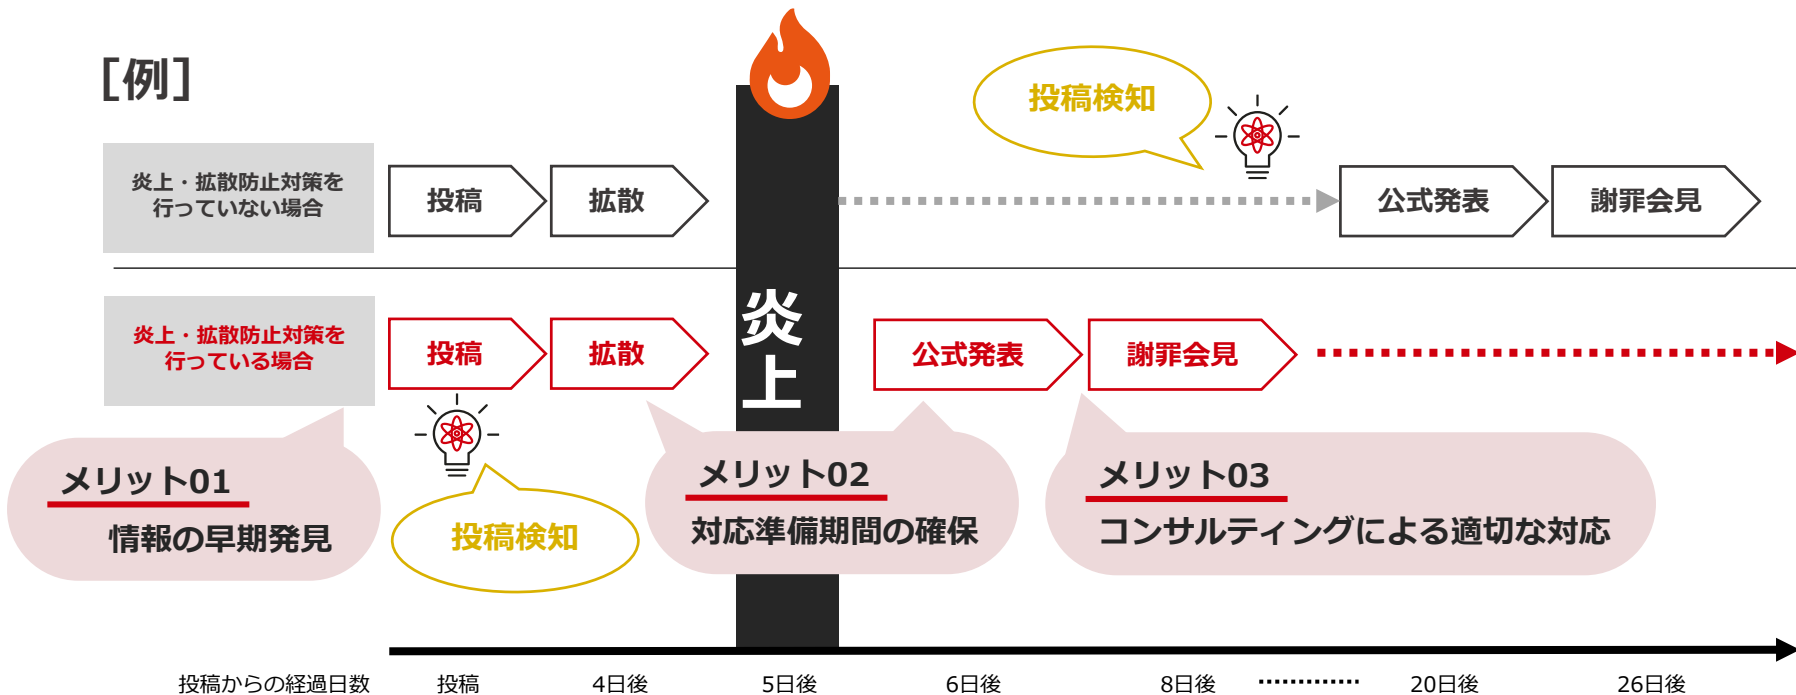 ［例］
投稿検知
炎上・拡散防止対策を
行っていない場合
投稿
拡散
公式発表
謝罪会見
炎上
炎上・拡散防止対策を
行っている場合
投稿
拡散
公式発表
謝罪会見
メリット01
情報の早期発見
投稿検知
メリット02
対応準備期間の確保
メリット03
コンサルティングによる適切な対応
投稿からの経過日数 投稿 4日後 5日後 6日後 8日後 20日後 26日後